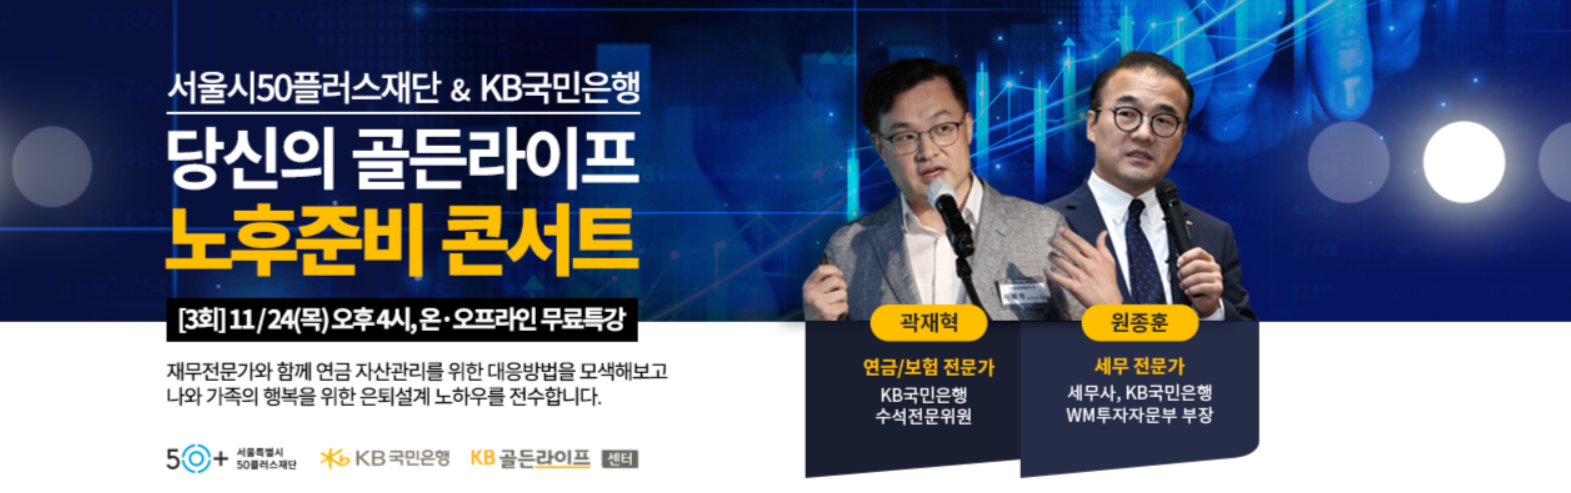 서울시50플러스재단 & KB국민은행
당신의 골든라이프
노후준비 콘서트
[3회] 11 / 24(목) 오후 4시, 온·오프라인 무료특강
재무전문가와 함께 연금 자산관리를 위한 대응방법을 모색해보고
나와 가족의 행복을 위한 은퇴설계 노하우를 전수합니다.
50+ 서울특별시
50플러스재단
KB국민은행
KB 골든라이프 센터
곽재혁
연금/보험 전문가
KB국민은행
수석전문위원
원종훈
세무 전문가
세무사, KB국민은행
WM투자자문부 부장